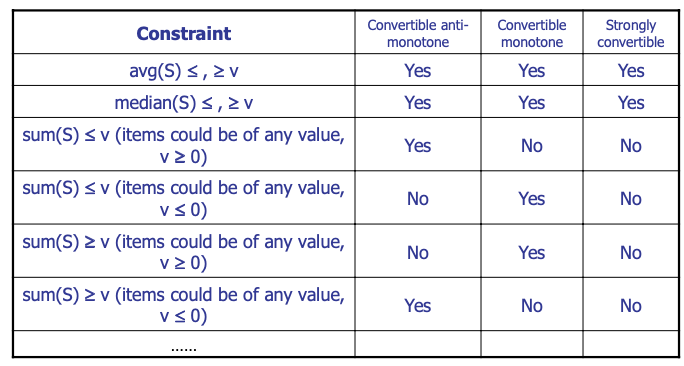 Constraint
Convertible anti-
monotone
Convertible
monotone
Strongly
convertible
avg(S) ≤ , ≥ v
Yes
Yes
Yes
median(S) ≤ , ≥ v
Yes
Yes
Yes
sum(S) ≤ v (items could be of any value,
v ≥ 0)
Yes
No
No
sum(S) ≤ v (items could be of any value,
v ≤ 0)
No
Yes
No
sum(S) ≥ v (items could be of any value,
v ≥ 0)
No
Yes
No
sum(S) ≥ v (items could be of any value,
v ≤ 0)
Yes
No
No
……